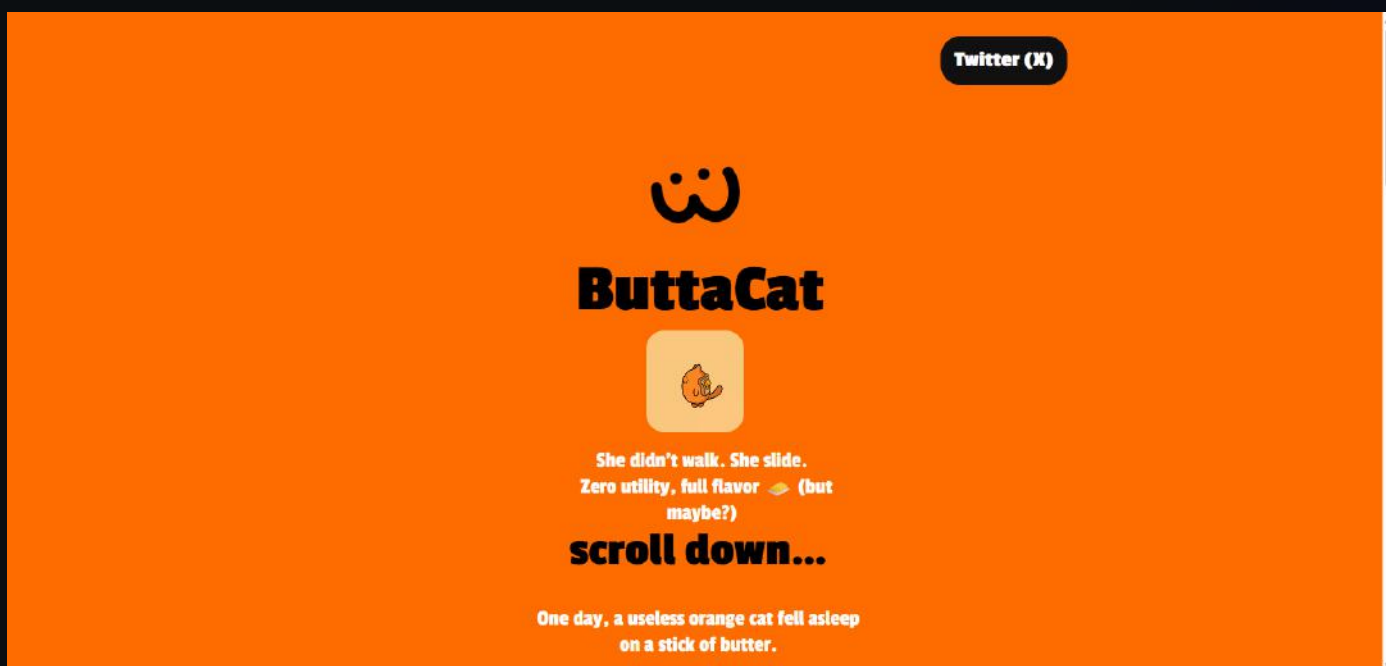 Twitter (X)
ButtaCat
She didn't walk. She slide.
Zero utility, full flavor 🧈 (but
maybe?)
scroll down...
One day, a useless orange cat fell asleep
on a stick of butter.